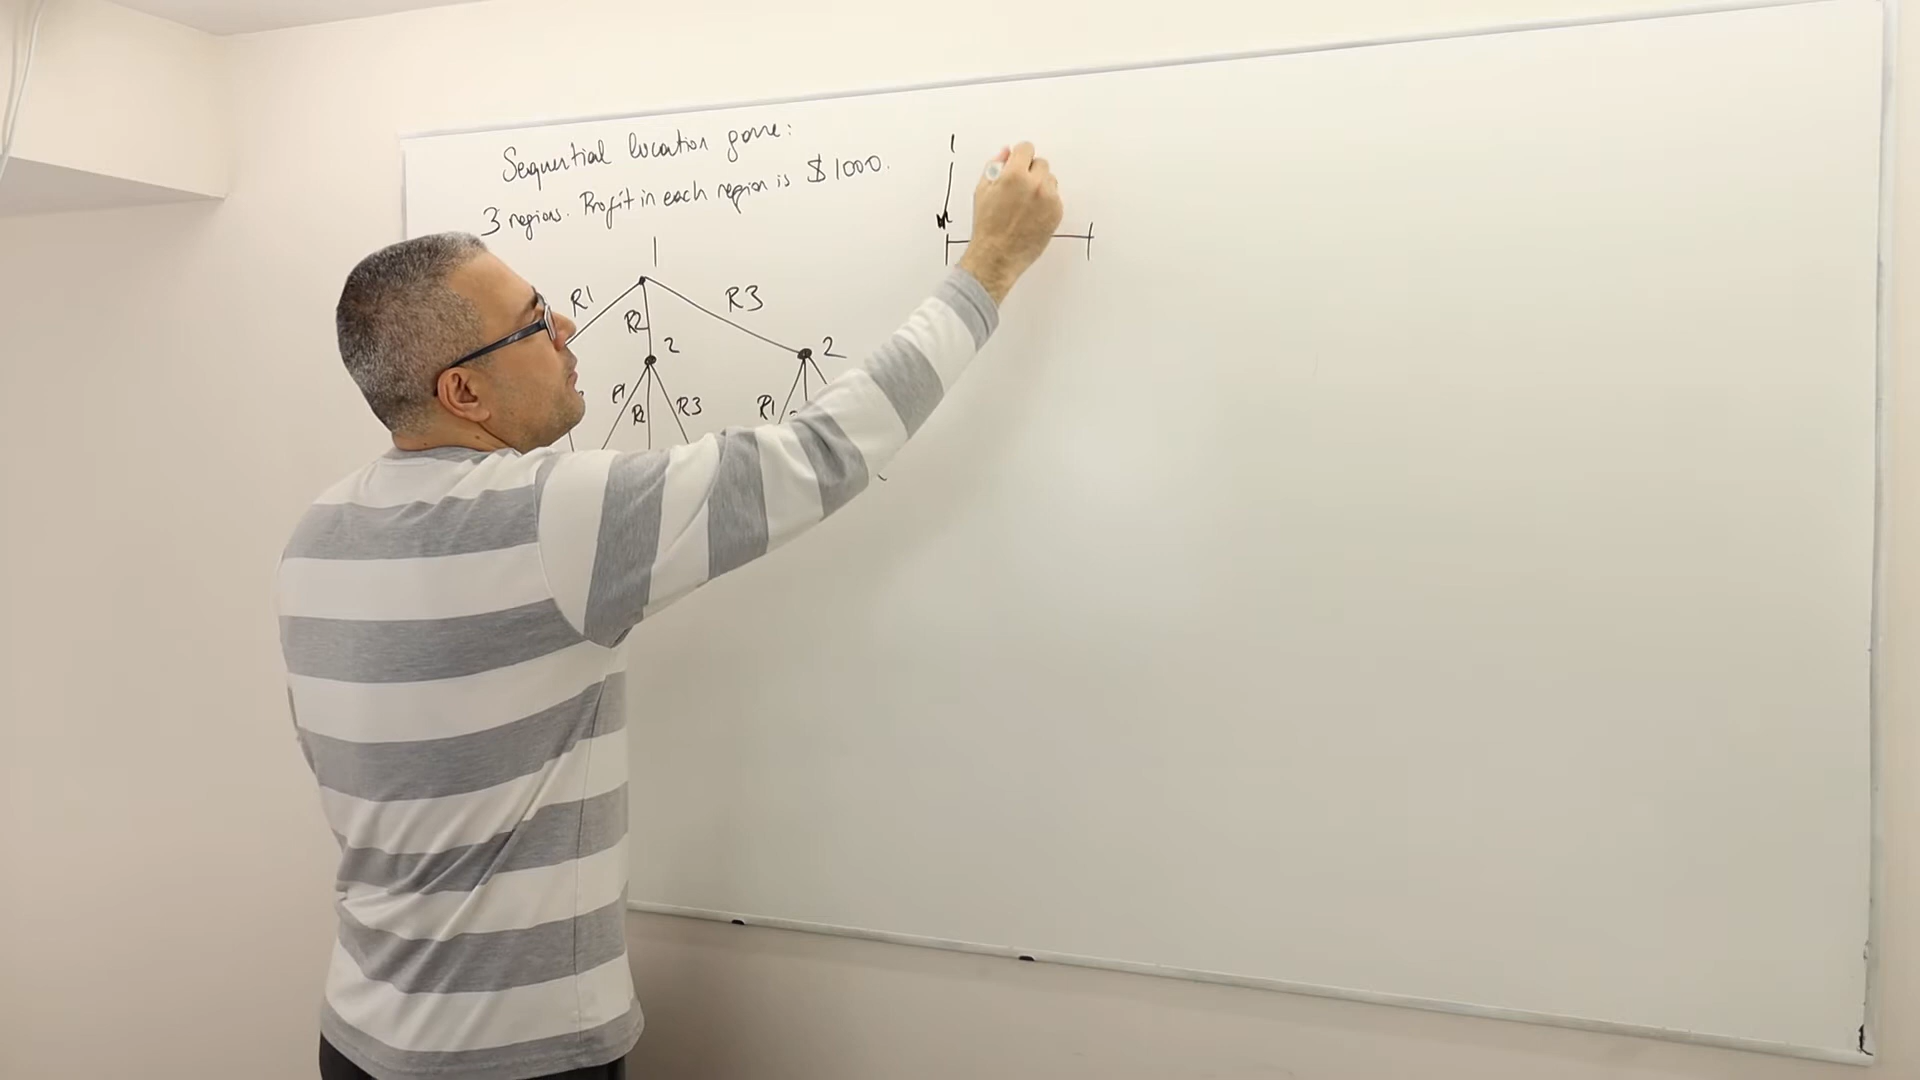 Sequential location game:
3 regions. Profit in each region is $1000.
1
1
R1
R2
R3
2
2
R1
R2
R3
R1